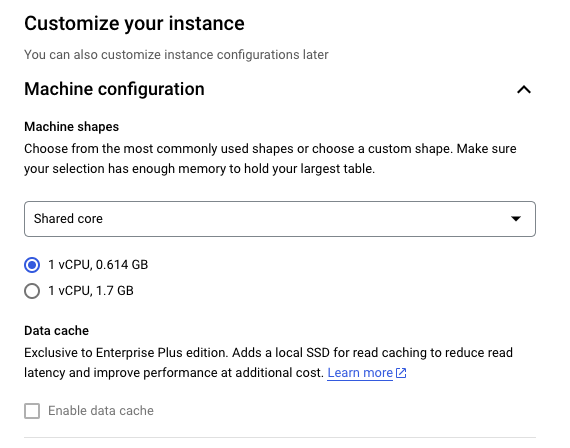 Customize your instance
You can also customize instance configurations later
Machine configuration
Machine shapes
Choose from the most commonly used shapes or choose a custom shape. Make sure
your selection has enough memory to hold your largest table.
Shared core
1 vCPU, 0.614 GB
1 vCPU, 1.7 GB
Data cache
Exclusive to Enterprise Plus edition. Adds a local SSD for read caching to reduce read
latency and improve performance at additional cost. Learn more
Enable data cache